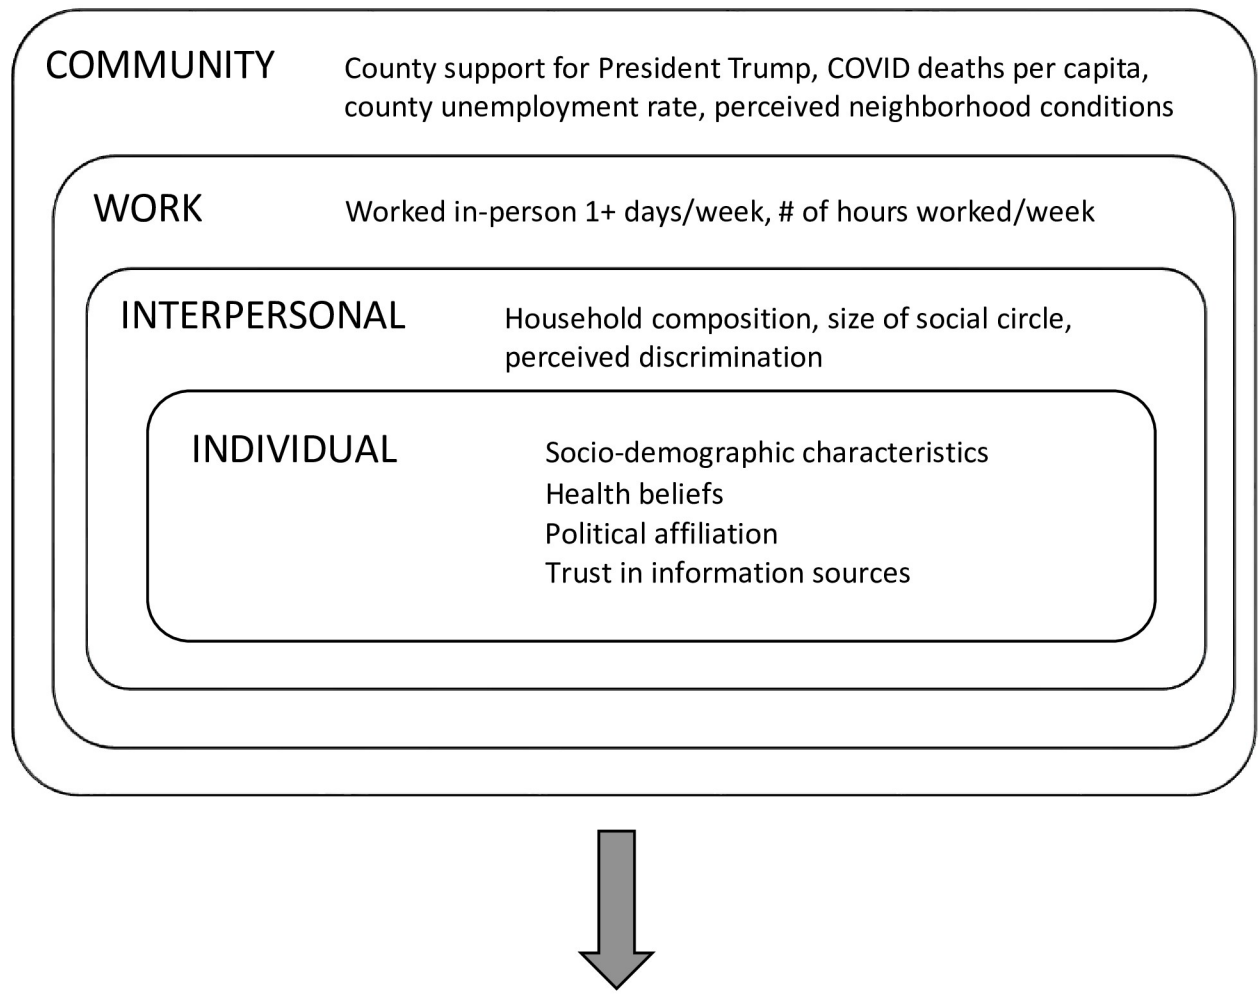 COMMUNITY County support for President Trump, COVID deaths per capita,
county unemployment rate, perceived neighborhood conditions
WORK Worked in-person 1+ days/week, # of hours worked/week
INTERPERSONAL Household composition, size of social circle,
perceived discrimination
INDIVIDUAL Socio-demographic characteristics
Health beliefs
Political affiliation
Trust in information sources